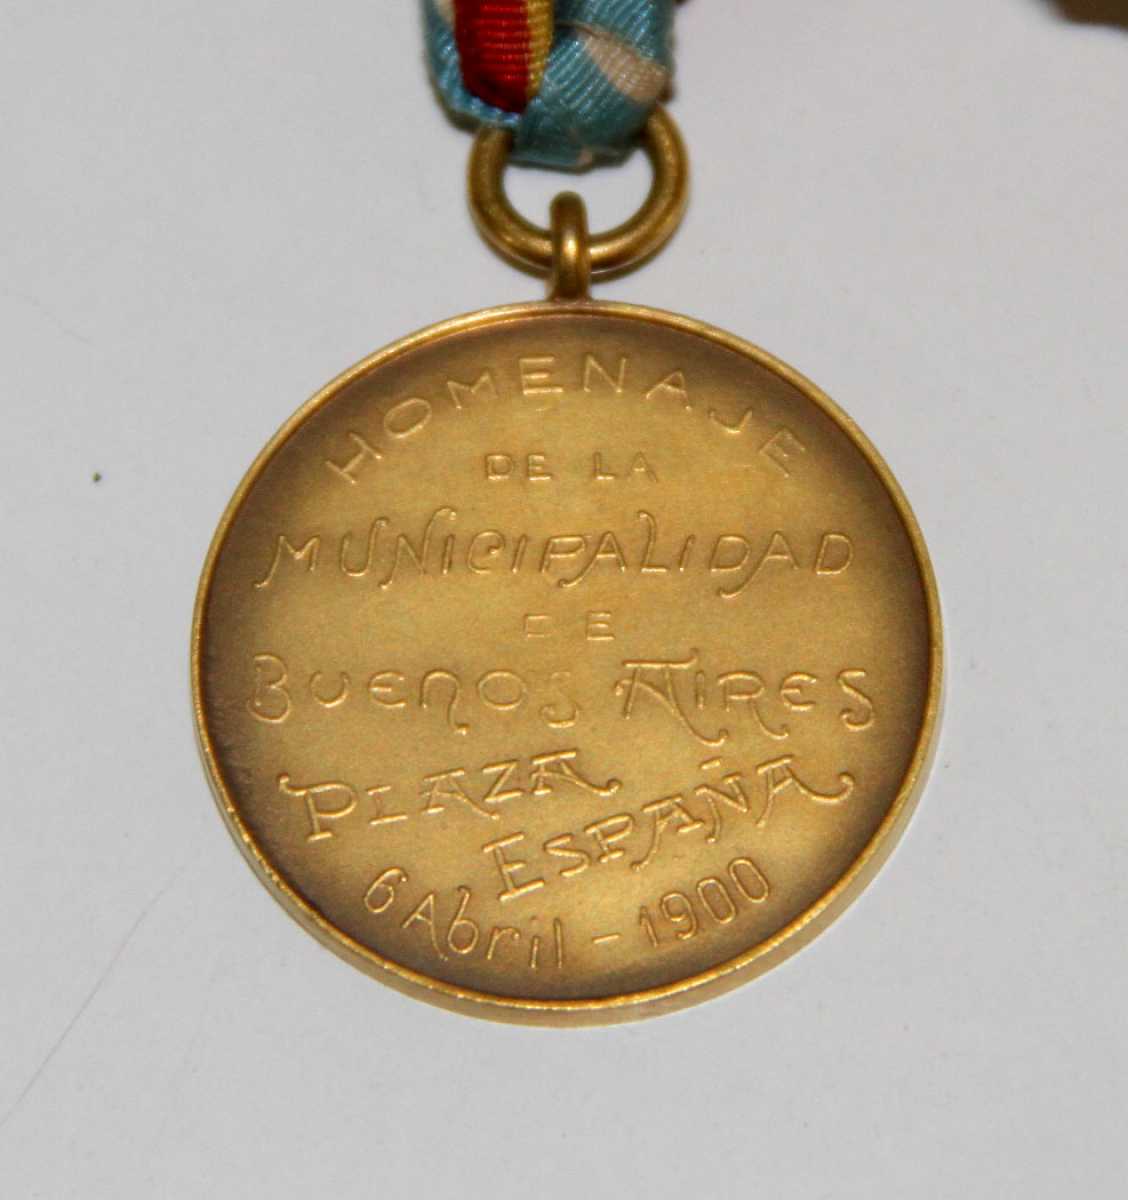 HOMENAJE
DE LA
MUNICIPALIDAD
DE
BUENOS AIRES
PLAZA
ESPAÑA
6 Abril - 1900